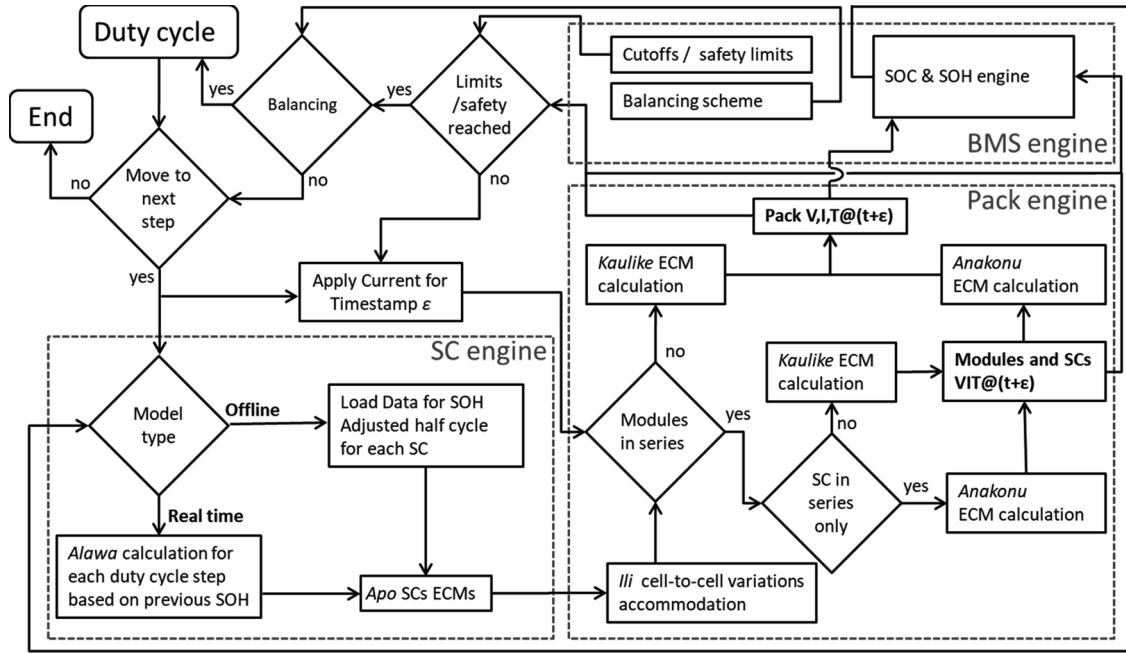 Duty cycle
End
yes
Balancing
yes
Limits
/safety
reached
Cutoffs / safety limits
Balancing scheme
SOC & SOH engine
BMS engine
no
Move to
next
step
no
no
yes
Apply Current for
Timestamp ε
Pack engine
Pack V,I,T@(t+ε)
Kaulike ECM
calculation
Anakonu
ECM calculation
SC engine
Model
type
Offline
Load Data for SOH
Adjusted half cycle
for each SC
Real time
Alawa calculation for
each duty cycle step
based on previous SOH
Apo SCs ECMs
no
Modules
in series
yes
Kaulike ECM
calculation
Modules and SCs
VIT@(t+ε)
no
SC in
series
only
yes
Anakonu
ECM calculation
Ili cell-to-cell variations
accommodation